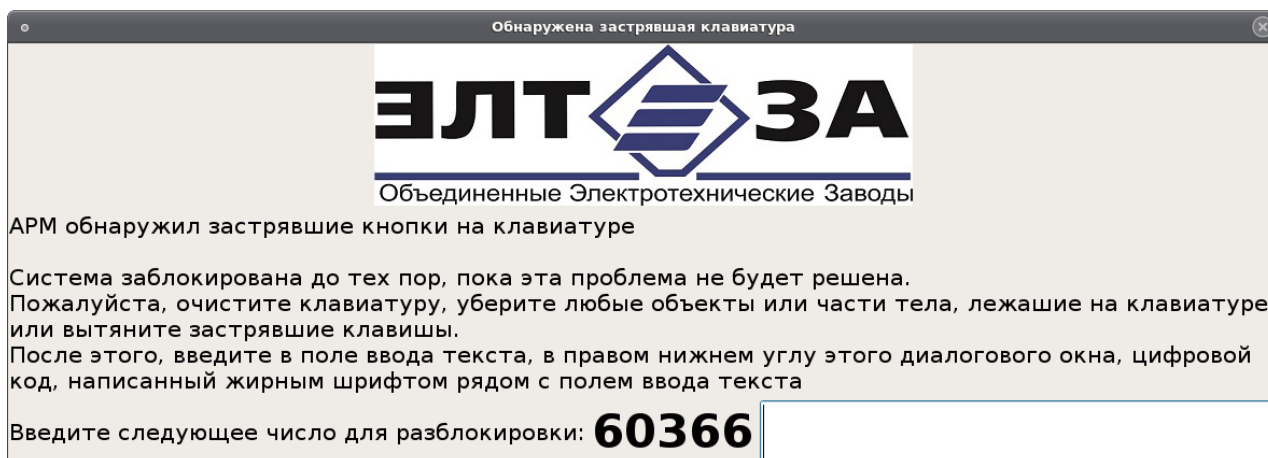 Обнаружена застрявшая клавиатура
ЭЛТЗА
Объединенные Электротехнические Заводы
АРМ обнаружил застрявшие кнопки на клавиатуре
Система заблокирована до тех пор, пока эта проблема не будет решена.
Пожалуйста, очистите клавиатуру, уберите любые объекты или части тела, лежашие на клавиатуре
или вытяните застрявшие клавишы.
После этого, введите в поле ввода текста, в правом нижнем углу этого диалогового окна, цифровой
код, написанный жирным шрифтом рядом с полем ввода текста
Введите следующее число для разблокировки: 60366